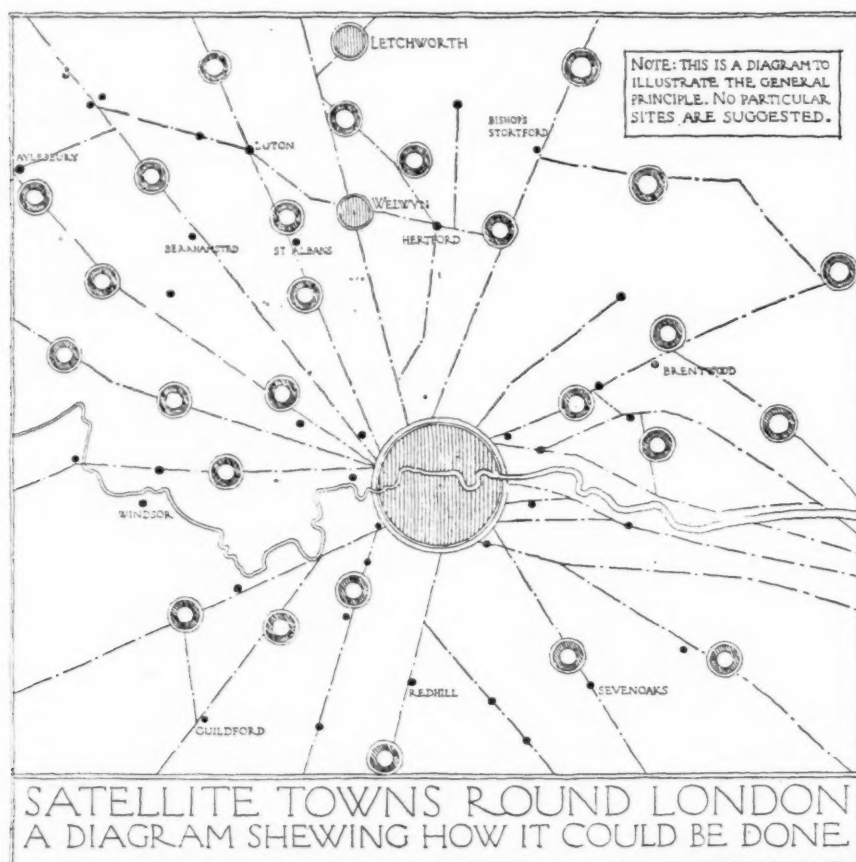 LETCHWORTH
NOTE: THIS IS A DIAGRAM TO
ILLUSTRATE THE GENERAL
PRINCIPLE. NO PARTICULAR
SITES ARE SUGGESTED.
BISHOP'S
STORTFORD
LUTON
AYLESBURY
WELWYN
HERTFORD
BERKHAMSTED
ST ALBANS
BRENTWOOD
WINDSOR
REDHILL
SEVENOAKS
GUILDFORD
SATELLITE TOWNS ROUND LONDON
A DIAGRAM SHEWING HOW IT COULD BE DONE